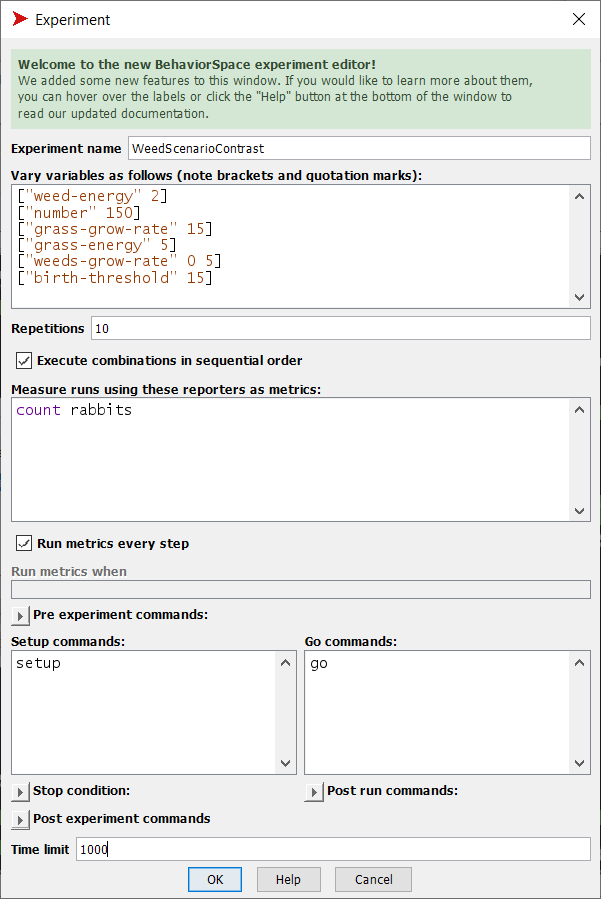 Experiment
Welcome to the new BehaviorSpace experiment editor!
We added some new features to this window. If you would like to learn more about them,
you can hover over the labels or click the "Help" button at the bottom of the window to
read our updated documentation.
Experiment name WeedScenarioContrast
Vary variables as follows (note brackets and quotation marks):
["weed-energy" 2]
["number" 150]
["grass-grow-rate" 15]
["grass-energy" 5]
["weeds-grow-rate" 0 5]
["birth-threshold" 15]
Repetitions 10
Execute combinations in sequential order
Measure runs using these reporters as metrics:
count rabbits
Run metrics every step
Run metrics when
Pre experiment commands:
Setup commands: Go commands:
setup go
Stop condition: Post run commands:
Post experiment commands
Time limit 1000
OK Help Cancel